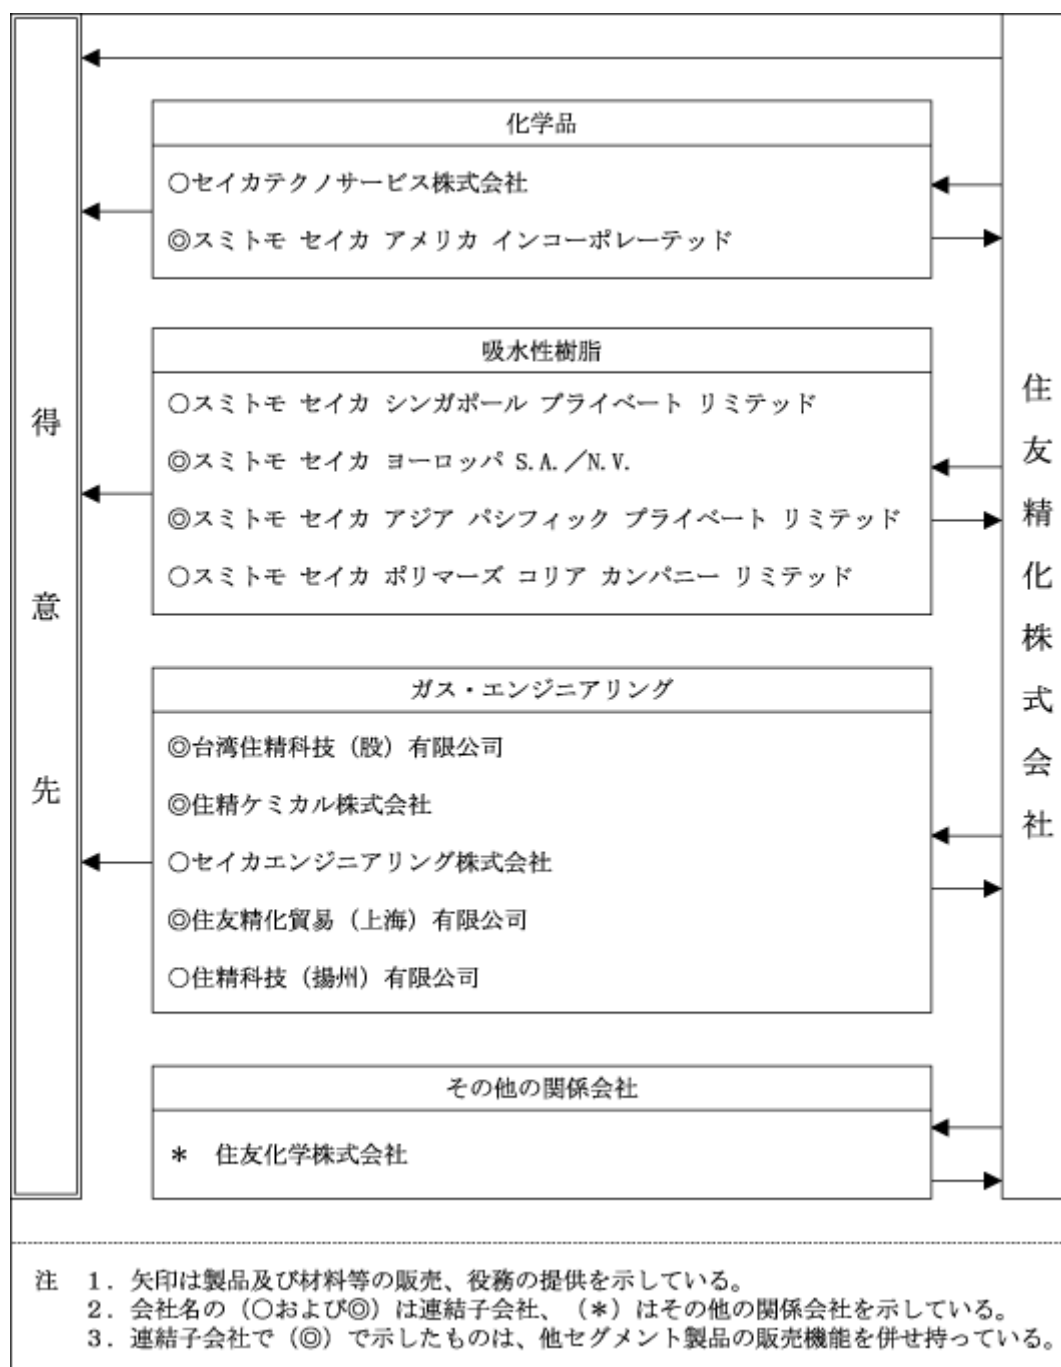 化学品
○セイカテクノサービス株式会社
◎スミトモ セイカ アメリカ インコーポレーテッド
吸水性樹脂
○スミトモ セイカ シンガポール プライベート リミテッド
◎スミトモ セイカ ヨーロッパ S.A.／N.V.
◎スミトモ セイカ アジア パシフィック プライベート リミテッド
○スミトモ セイカ ポリマーズ コリア カンパニー リミテッド
ガス・エンジニアリング
◎台湾住精科技（股）有限公司
◎住精ケミカル株式会社
○セイカエンジニアリング株式会社
◎住友精化貿易（上海）有限公司
○住精科技（揚州）有限公司
その他の関係会社
＊　住友化学株式会社
得意先
住友精化株式会社
注　１．矢印は製品及び材料等の販売、役務の提供を示している。
２．会社名の（○および◎）は連結子会社、（＊）はその他の関係会社を示している。
３．連結子会社で（◎）で示したものは、他セグメント製品の販売機能を併せ持っている。